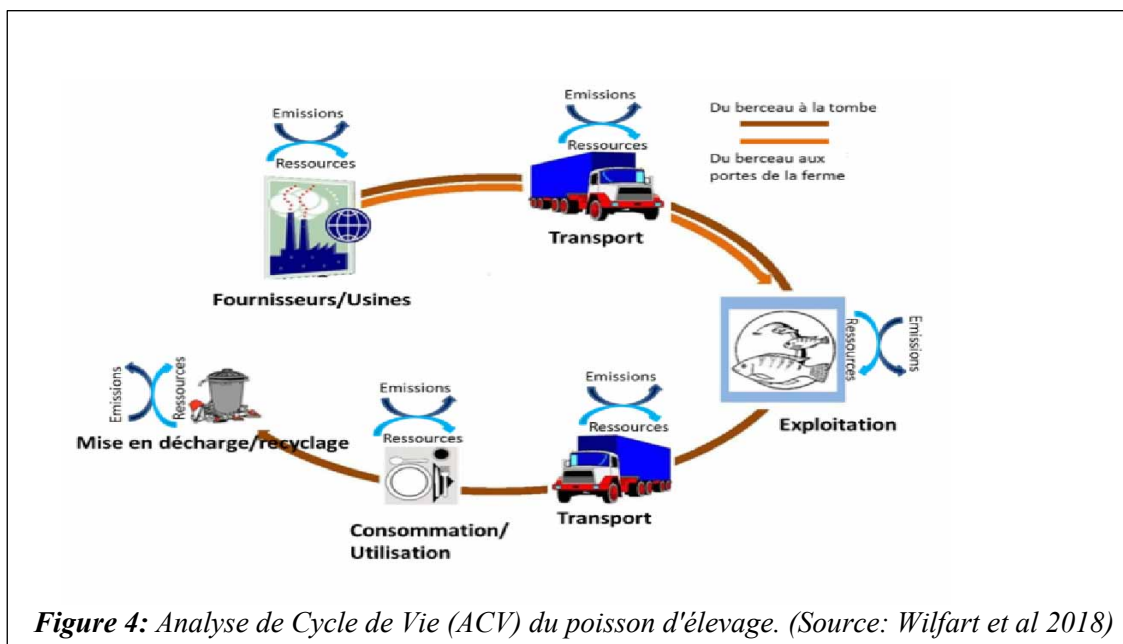 Emissions
Ressources
Fournisseurs/Usines
Emissions
Ressources
Transport
Du berceau à la tombe
Du berceau aux
portes de la ferme
Ressources
Emissions
Exploitation
Emissions
Ressources
Transport
Emissions
Ressources
Consommation/
Utilisation
Emissions
Ressources
Mise en décharge/recyclage
Figure 4: Analyse de Cycle de Vie (ACV) du poisson d'élevage. (Source: Wilfart et al 2018)